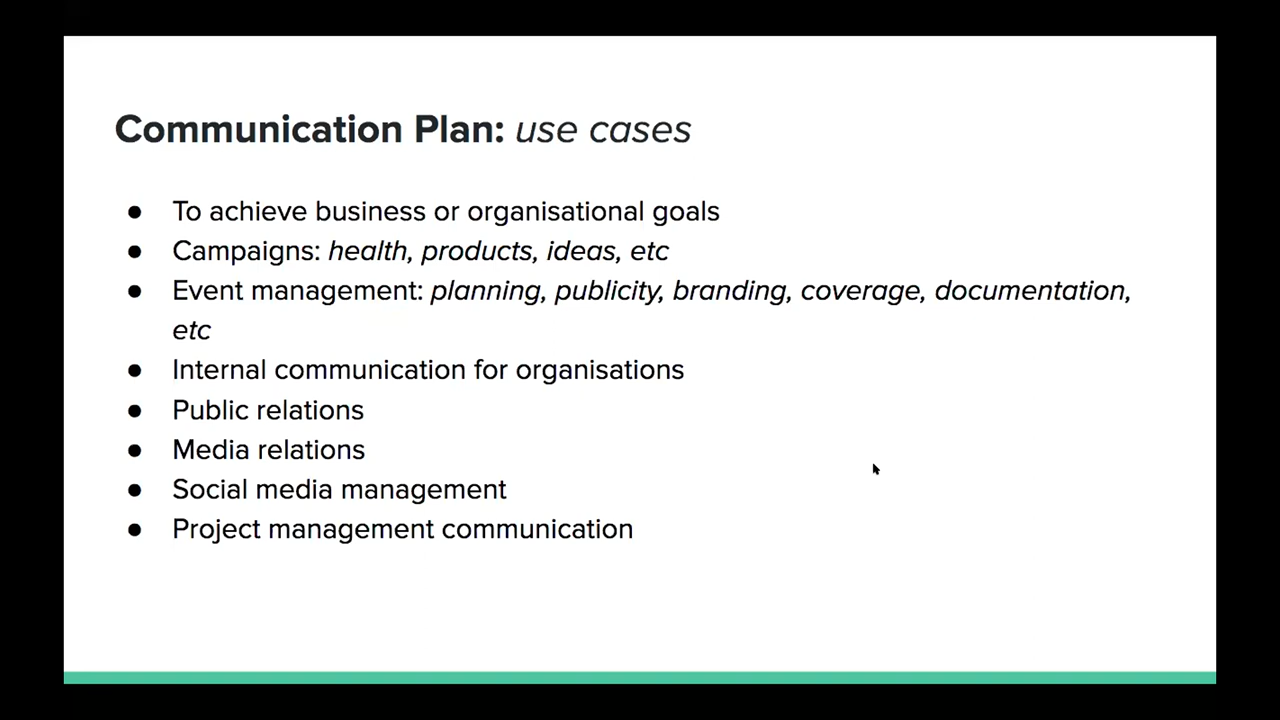 Communication Plan: use cases
● To achieve business or organisational goals
● Campaigns: health, products, ideas, etc
● Event management: planning, publicity, branding, coverage, documentation,
etc
● Internal communication for organisations
● Public relations
● Media relations
● Social media management
● Project management communication